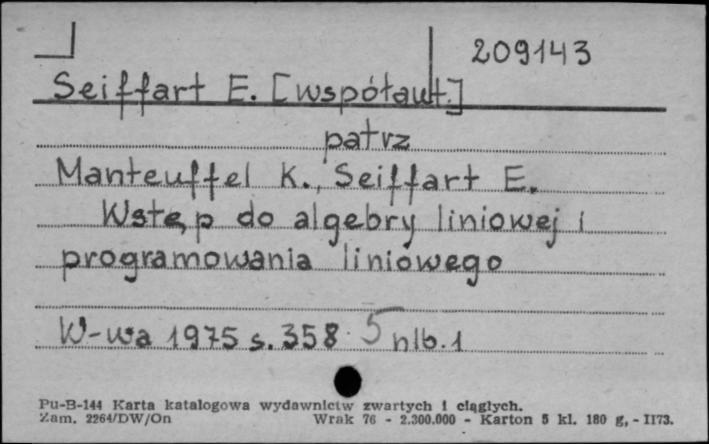 209143
Seiffart E. [współaut.]
patrz
Manteuffel K., Seiffart E.
Wstęp do algebry liniowej i
programowania liniowego
W-wa 1975 s. 358 5 nlb. 1
Pu-B-144 Karta katalogowa wydawnictw zwartych i ciągłych.
Zam. 2264/DW/On Wrak 76 - 2.300.000 - Karton 5 kl. 180 g, - II73.